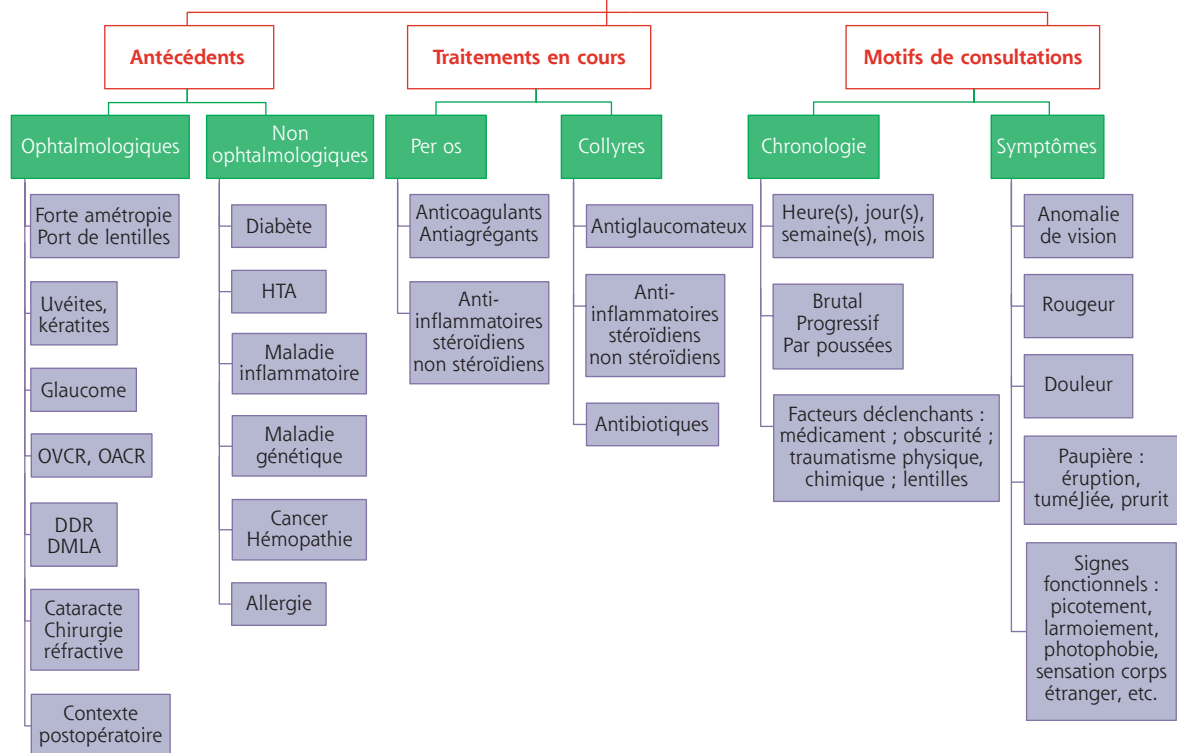 Antécédents
Traitements en cours
Motifs de consultations
Ophtalmologiques
Non
ophtalmologiques
Per os
Collyres
Chronologie
Symptômes
Forte amétropie
Port de lentilles
Uvéites,
kératites
Glaucome
OVCR, OACR
DDR
DMLA
Cataracte
Chirurgie
réfractive
Contexte
postopératoire
Diabète
HTA
Maladie
inflammatoire
Maladie
génétique
Cancer
Hémopathie
Allergie
Anticoagulants
Antiagrégants
Anti-
inflammatoires
stéroïdiens
non stéroïdiens
Antiglaucomateux
Anti-
inflammatoires
stéroïdiens
non stéroïdiens
Antibiotiques
Heure(s), jour(s),
semaine(s), mois
Brutal
Progressif
Par poussées
Facteurs déclenchants :
médicament ; obscurité ;
traumatisme physique,
chimique ; lentilles
Anomalie
de vision
Rougeur
Douleur
Paupière :
éruption,
tuméJiée, prurit
Signes
fonctionnels :
picotement,
larmoiement,
photophobie,
sensation corps
étranger, etc.